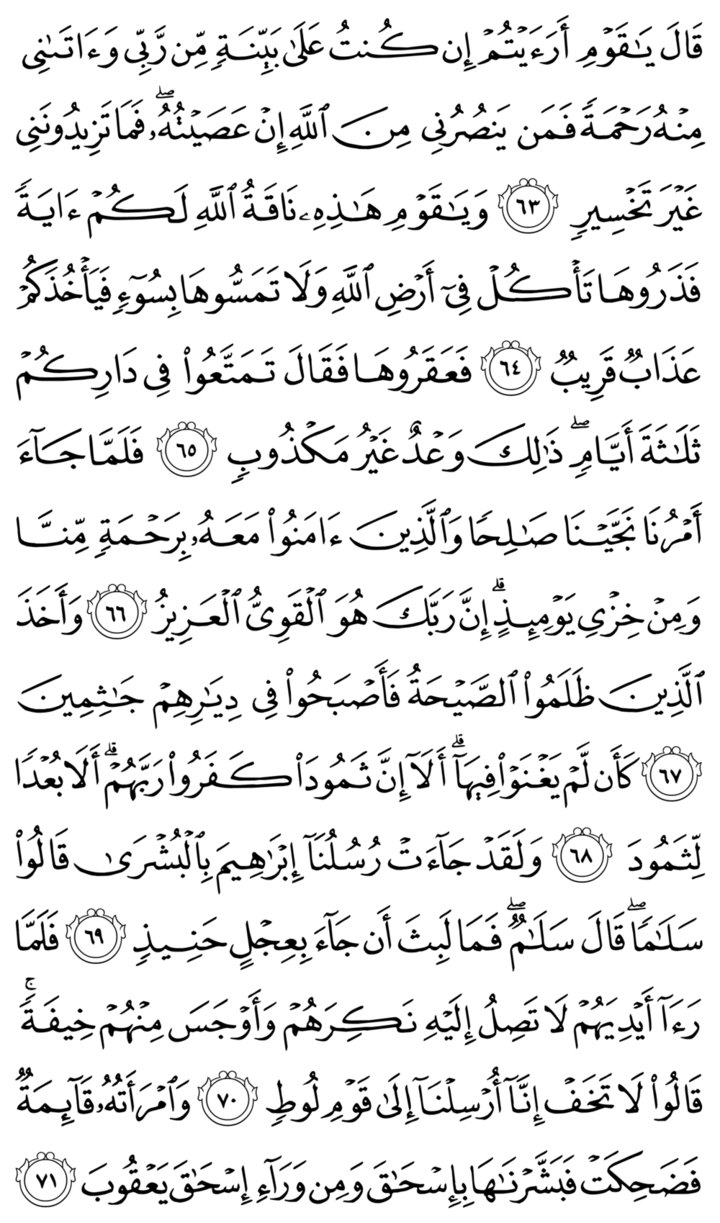 قَالَ يَـٰقَوْمِ أَرَءَيْتُمْ إِن كُنتُ عَلَىٰ بَيِّنَةٍ مِّن رَّبِّي وَءَاتَىٰنِي
مِنْهُ رَحْمَةً فَمَن يَنصُرُنِي مِنَ ٱللَّهِ إِنْ عَصَيْتُهُۥۖ فَمَا تَزِيدُونَنِي
غَيْرَ تَخْسِيرٍ ٦٣ وَيَـٰقَوْمِ هَـٰذِهِۦ نَاقَةُ ٱللَّهِ لَكُمْ ءَايَةً
فَذَرُوهَا تَأْكُلْ فِىٓ أَرْضِ ٱللَّهِ وَلَا تَمَسُّوهَا بِسُوٓءٍ فَيَأْخُذَكُمْ
عَذَابٌ قَرِيبٌ ٦٤ فَعَقَرُوهَا فَقَالَ تَمَتَّعُوا۟ فِى دَارِكُمْ
ثَلَـٰثَةَ أَيَّامٍۖ ذَٰلِكَ وَعْدٌ غَيْرُ مَكْذُوبٍ ٦٥ فَلَمَّا جَآءَ
أَمْرُنَا نَجَّيْنَا صَـٰلِحًا وَٱلَّذِينَ ءَامَنُوا۟ مَعَهُۥ بِرَحْمَةٍ مِّنَّا
وَمِنْ خِزْىِ يَوْمِئِذٍۗ إِنَّ رَبَّكَ هُوَ ٱلْقَوِىُّ ٱلْعَزِيزُ ٦٦ وَأَخَذَ
ٱلَّذِينَ ظَلَمُوا۟ ٱلصَّيْحَةُ فَأَصْبَحُوا۟ فِى دِيَـٰرِهِمْ جَـٰثِمِينَ
٦٧ كَأَن لَّمْ يَغْنَوْا۟ فِيهَآۗ أَلَآ إِنَّ ثَمُودَا۟ كَفَرُوا۟ رَبَّهُمْۗ أَلَا بُعْدًا
لِّثَمُودَ ٦٨ وَلَقَدْ جَآءَتْ رُسُلُنَآ إِبْرَٰهِيمَ بِٱلْبُشْرَىٰ قَالُوا۟
سَلَـٰمًاۖ قَالَ سَلَـٰمٌۖ فَمَا لَبِثَ أَن جَآءَ بِعِجْلٍ حَنِيذٍ ٦٩ فَلَمَّا
رَءَآ أَيْدِيَهُمْ لَا تَصِلُ إِلَيْهِ نَكِرَهُمْ وَأَوْجَسَ مِنْهُمْ خِيفَةًۚ
قَالُوا۟ لَا تَخَفْ إِنَّآ أُرْسِلْنَآ إِلَىٰ قَوْمِ لُوطٍ ٧٠ وَٱمْرَأَتُهُۥ قَآئِمَةٌ
فَضَحِكَتْ فَبَشَّرْنَـٰهَا بِإِسْحَـٰقَ وَمِن وَرَآءِ إِسْحَـٰقَ يَعْقُوبَ ٧١